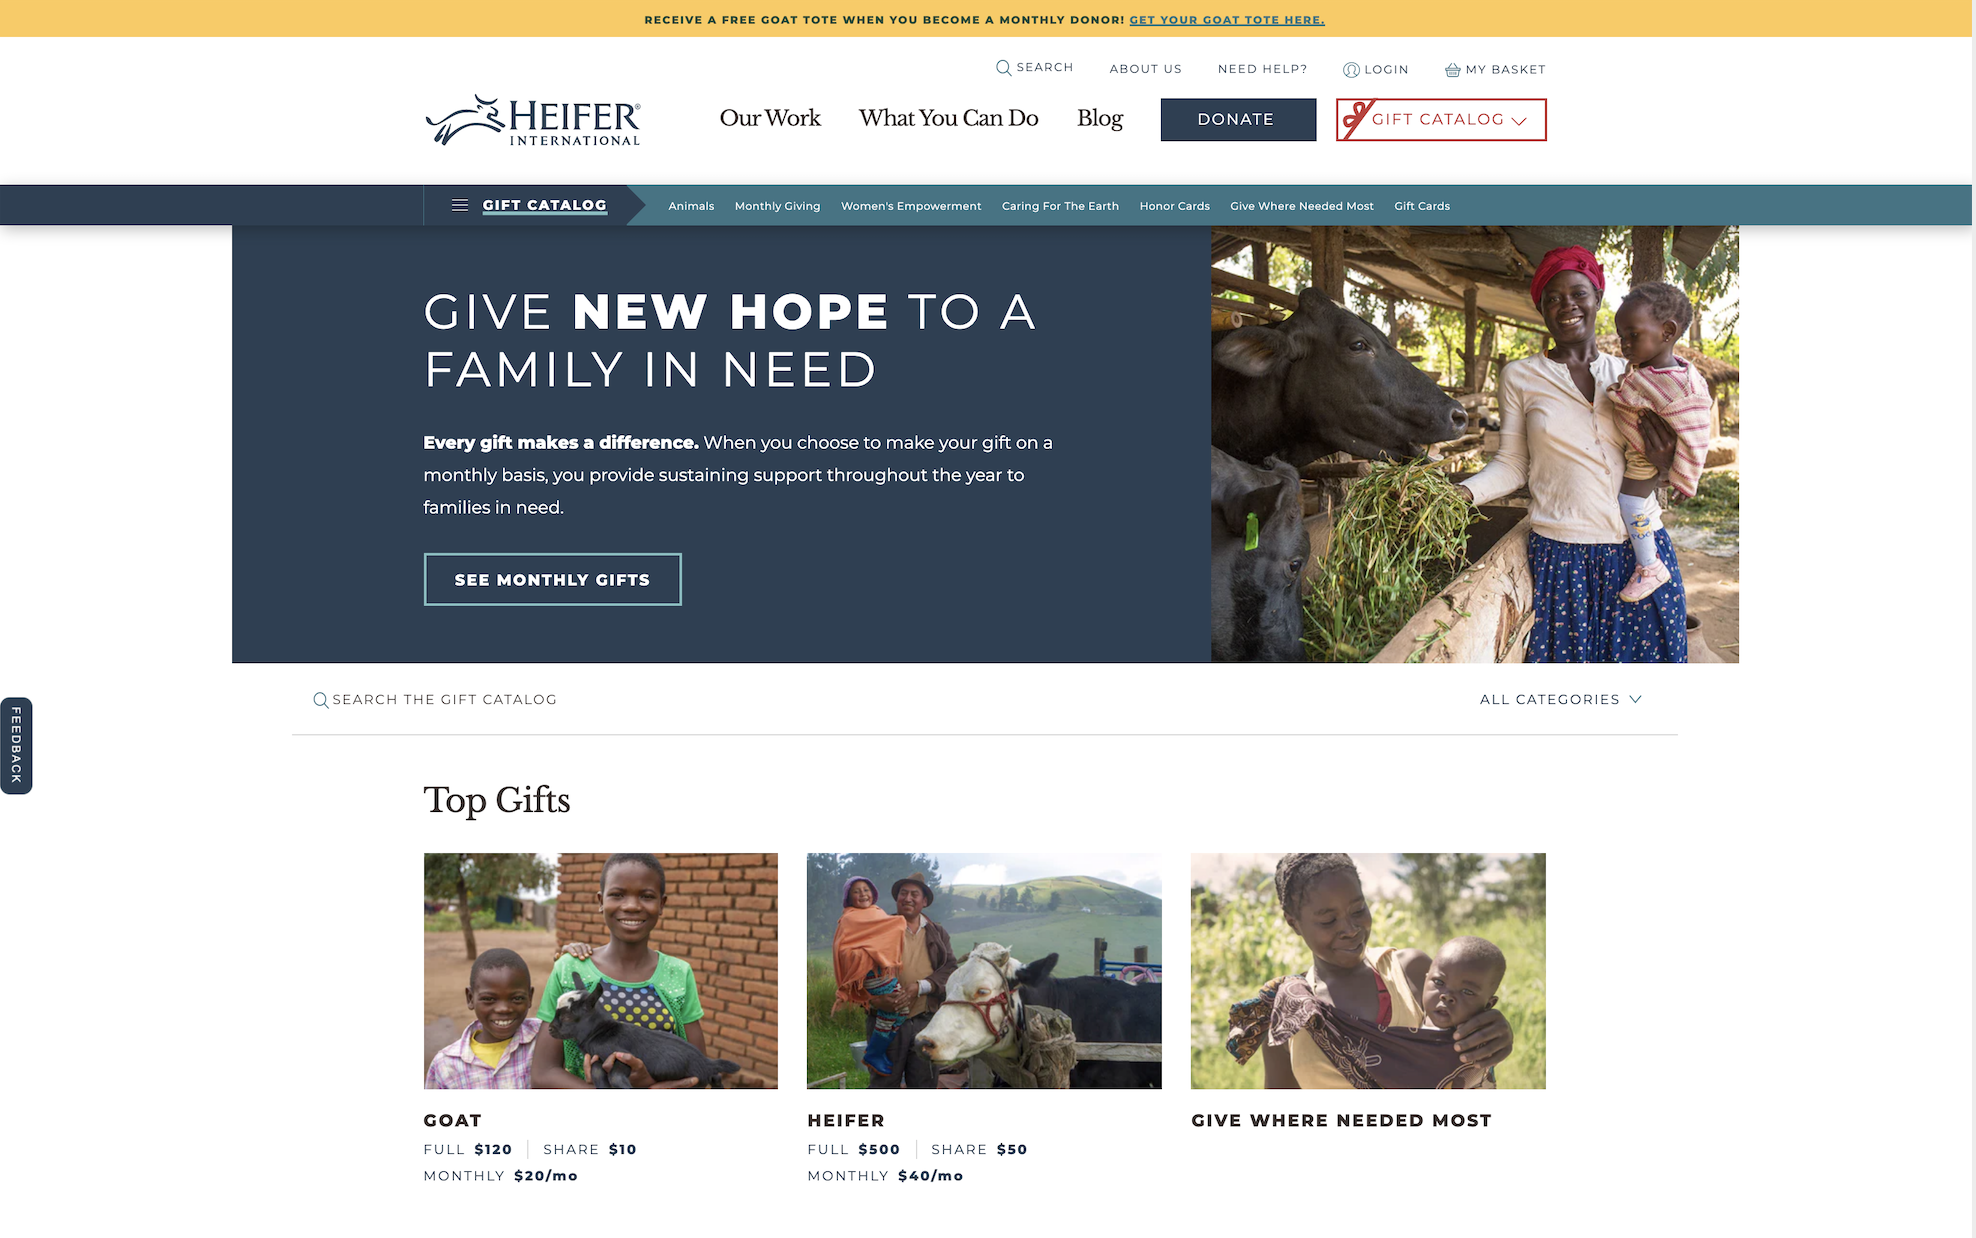 RECEIVE A FREE GOAT TOTE WHEN YOU BECOME A MONTHLY DONOR! GET YOUR GOAT TOTE HERE.
SEARCH ABOUT US NEED HELP? LOGIN MY BASKET
HEIFER®
INTERNATIONAL
Our Work What You Can Do Blog DONATE GIFT CATALOG
GIFT CATALOG Animals Monthly Giving Women's Empowerment Caring For The Earth Honor Cards Give Where Needed Most Gift Cards
GIVE NEW HOPE TO A
FAMILY IN NEED
Every gift makes a difference. When you choose to make your gift on a
monthly basis, you provide sustaining support throughout the year to
families in need.
SEE MONTHLY GIFTS
SEARCH THE GIFT CATALOG ALL CATEGORIES
FEEDBACK
Top Gifts
GOAT
FULL $120 SHARE $10
MONTHLY $20/mo
HEIFER
FULL $500 SHARE $50
MONTHLY $40/mo
GIVE WHERE NEEDED MOST